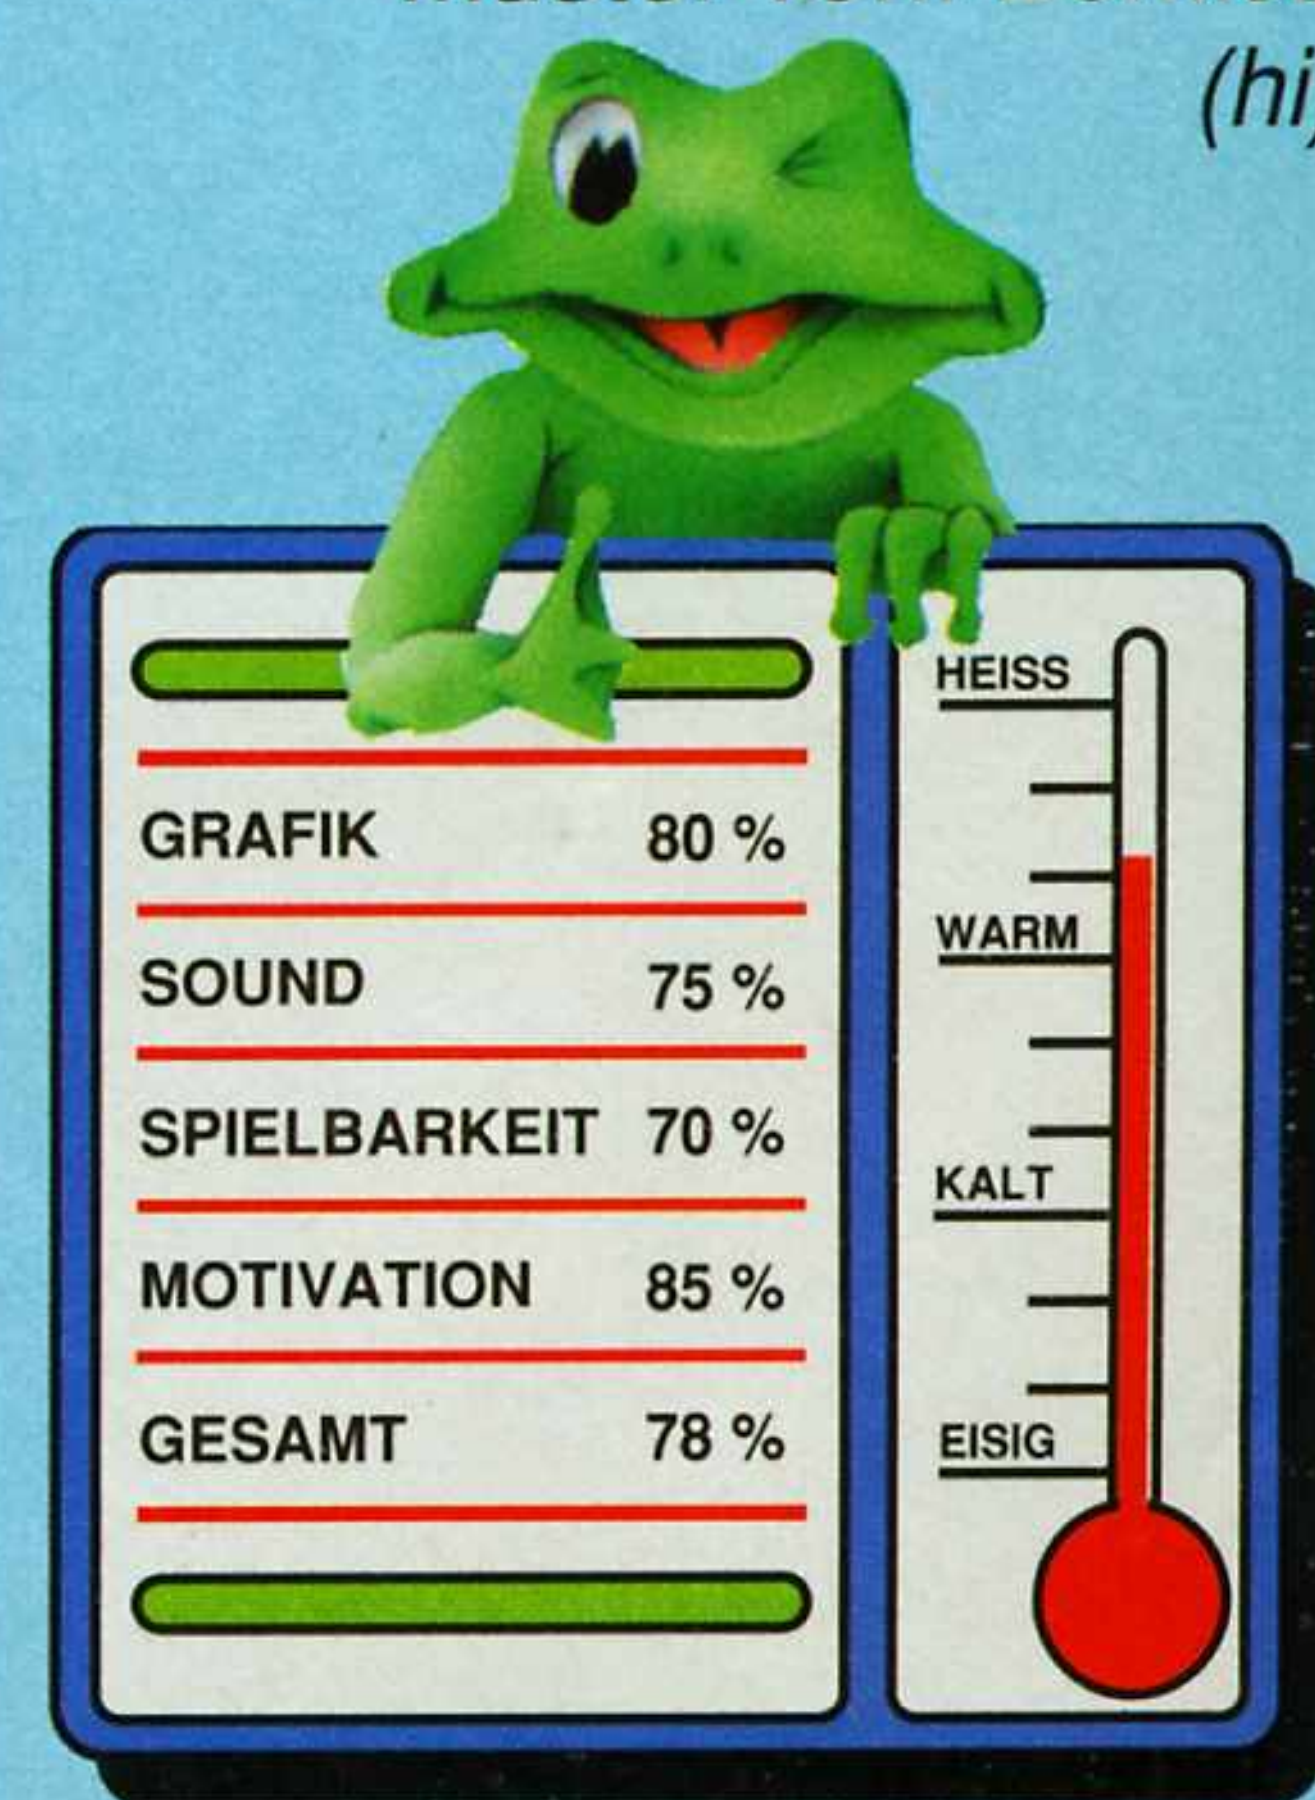 (hi
GRAFIK 80 %
SOUND 75 %
SPIELBARKEIT 70 %
MOTIVATION 85 %
GESAMT 78 %
HEISS
WARM
KALT
EISIG